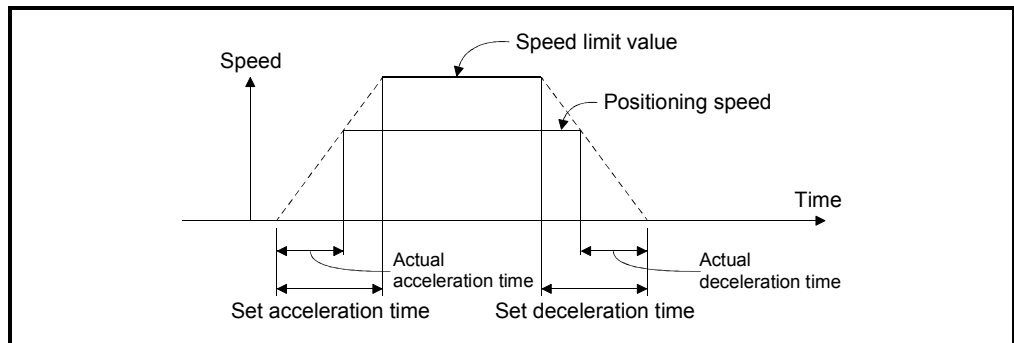 Speed limit value
Speed
Positioning speed
Time
Actual
acceleration time
Actual
deceleration time
Set acceleration time
Set deceleration time